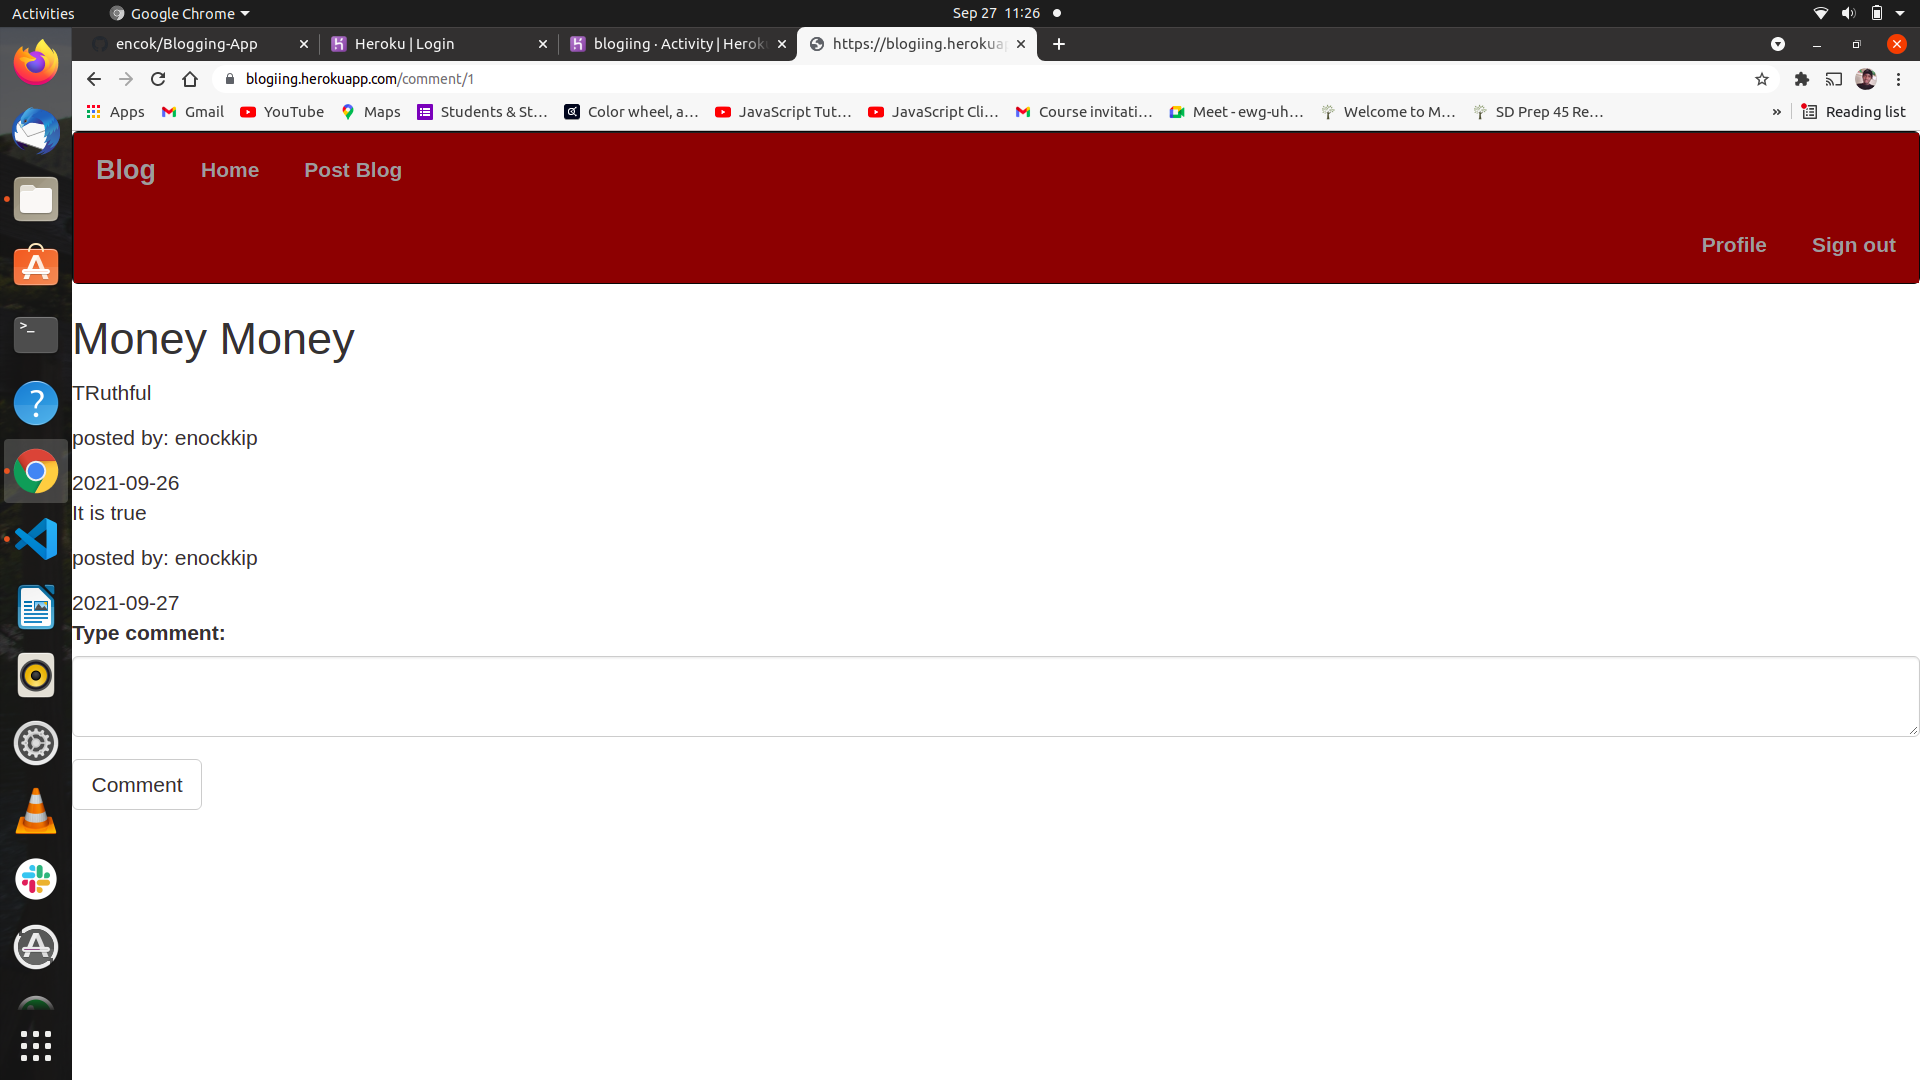 Activities Google Chrome Sep 27 11:26
encok/Blogging-App Heroku | Login blogiing · Activity | Heroku https://blogiing.herokuap
blogiing.herokuapp.com/comment/1
Apps Gmail YouTube Maps Students & St... Color wheel, a... JavaScript Tut... JavaScript Cli... Course invitati... Meet - ewg-uh... Welcome to M... SD Prep 45 Re... » Reading list
Blog Home Post Blog
Profile Sign out
Money Money
TRuthful
posted by: enockkip
2021-09-26
It is true
posted by: enockkip
2021-09-27
Type comment:
Comment